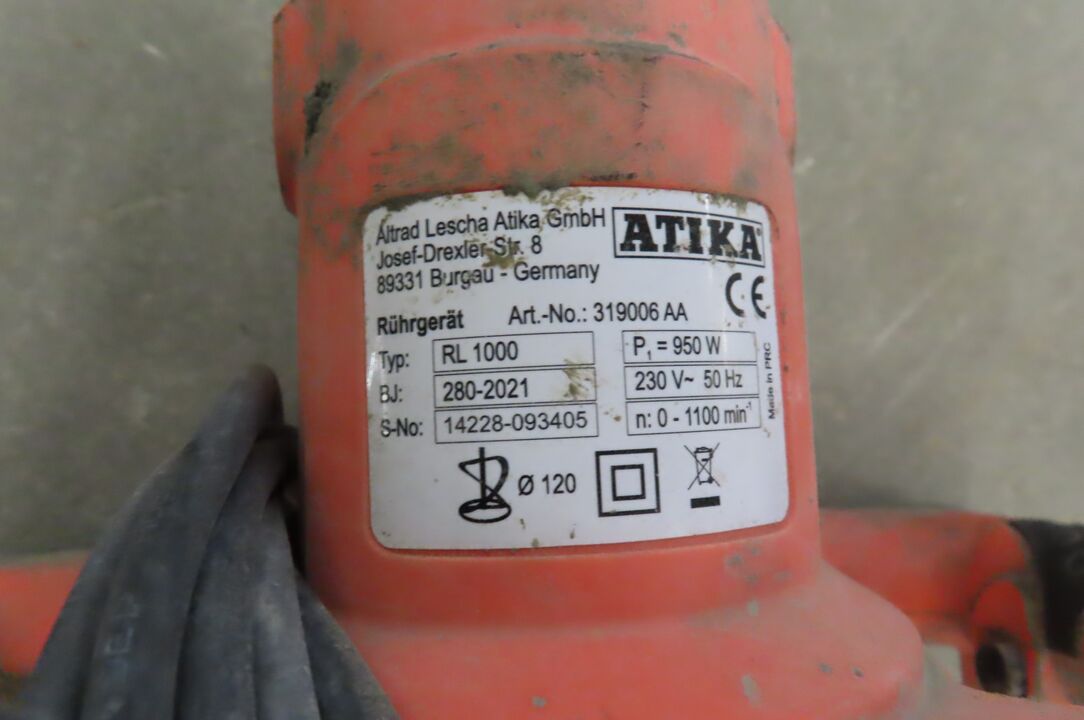 Altrad Lescha Atika GmbH
Josef-Drexler-Str. 8
89331 Burgau - Germany
ATIKA®
CE
Rührgerät Art.-No.: 319006 AA
Typ: RL 1000
P₁ = 950 W
BJ: 280-2021
230 V~ 50 Hz
S-No: 14228-093405
n: 0 - 1100 min⁻¹
Made in PRC
Ø 120